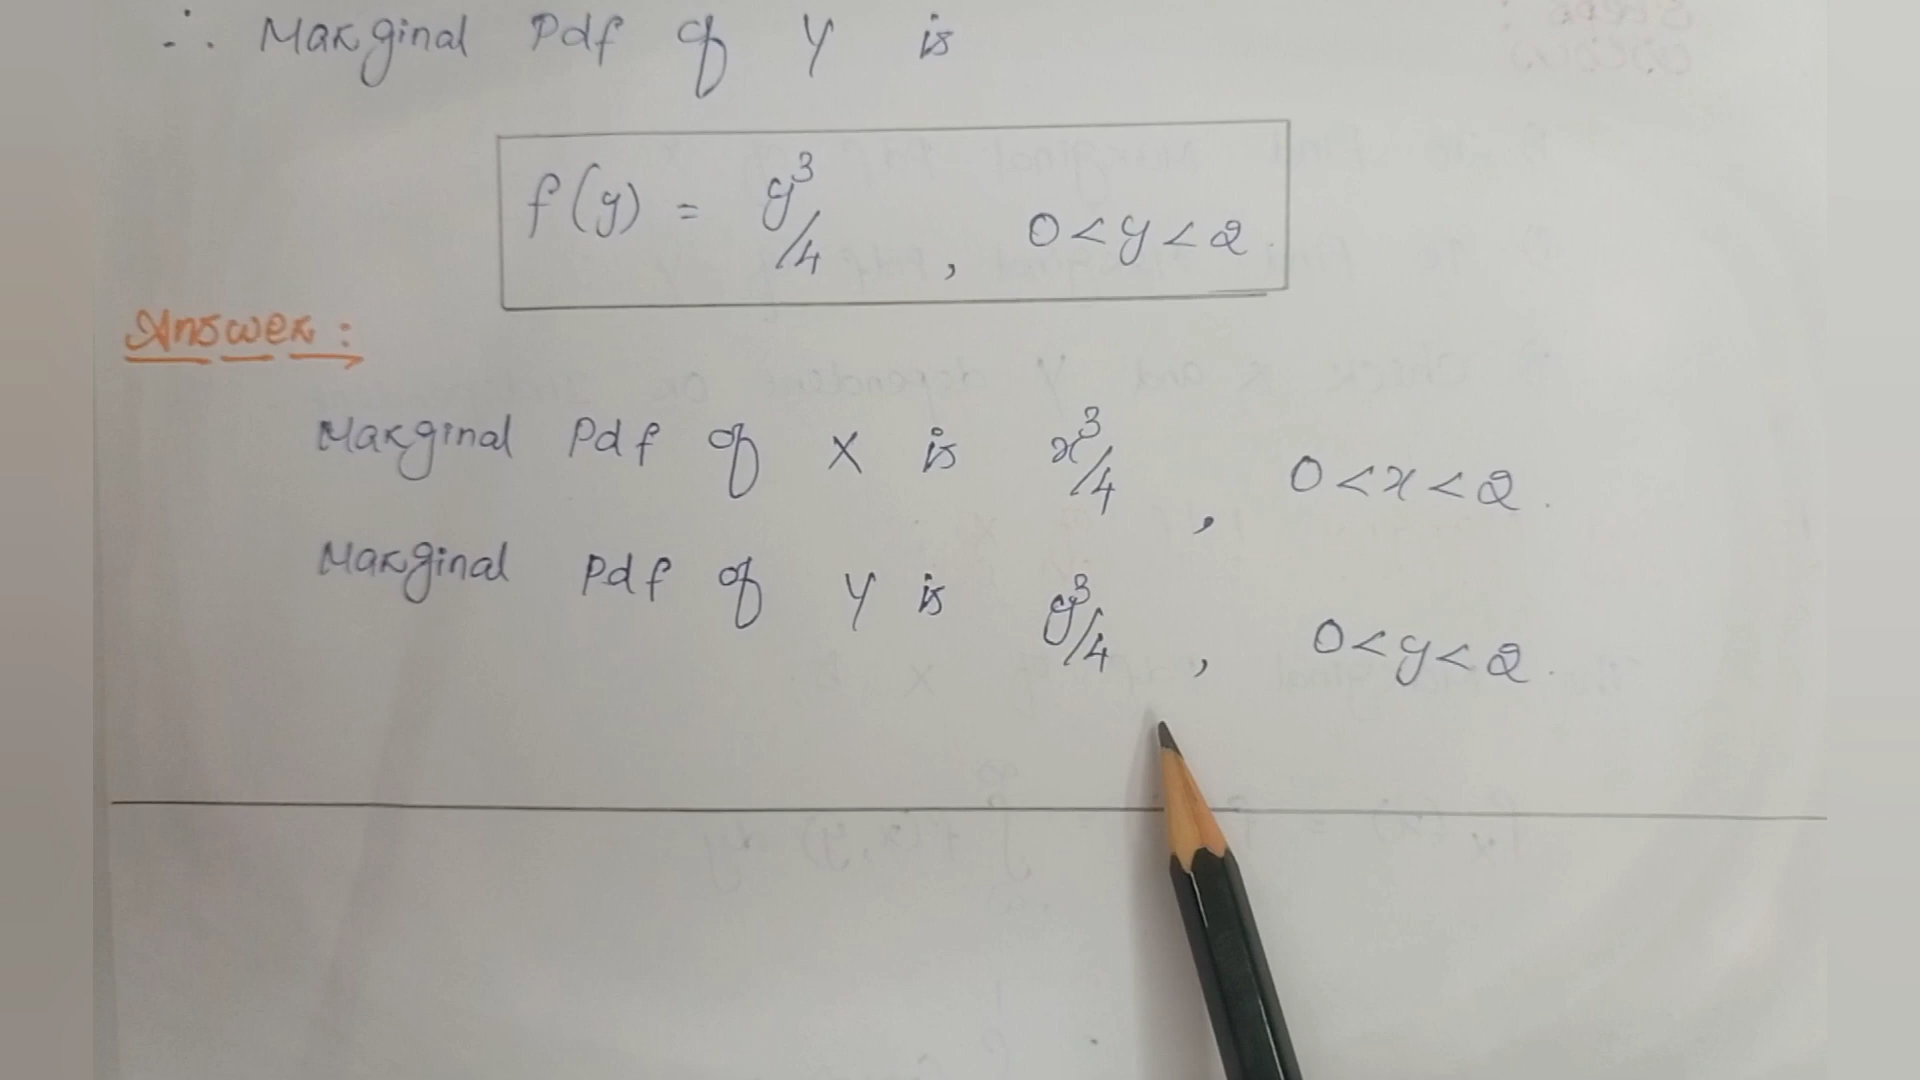 ∴ Marginal Pdf of Y is
f(y) = y³/4 , 0<y<2.
Answer:
Marginal Pdf of X is x³/4 , 0<x<2.
Marginal Pdf of Y is y³/4 , 0<y<2.